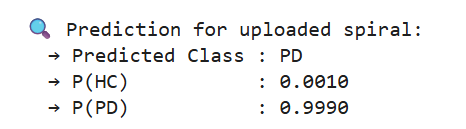 🔍 Prediction for uploaded spiral:
→ Predicted Class : PD
→ P(HC)           : 0.0010
→ P(PD)           : 0.9990